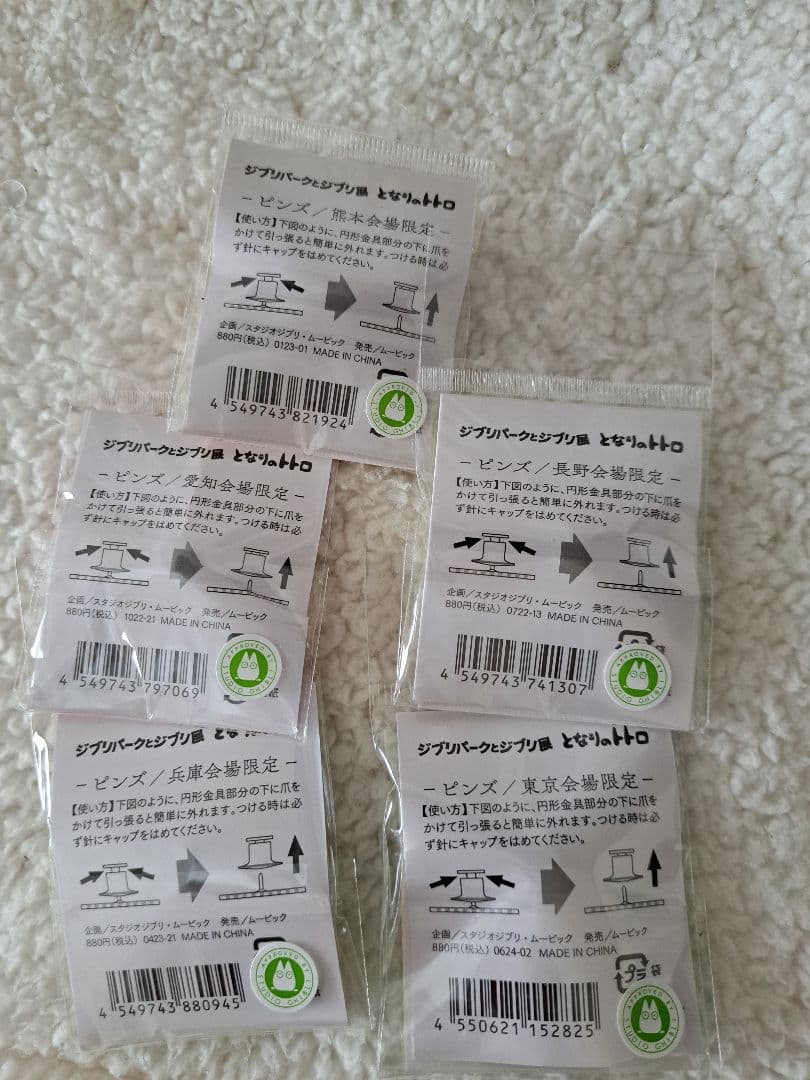 ジブリパークとジブリ展 となりのトトロ
-ピンズ/熊本会場限定-
【使い方】下図のように、円形金具部分の下に爪を
かけて引っ張ると簡単に外れます。つける時は必
ず針にキャップをはめてください。
企画/スタジオジブリ・ムービック 発売/ムービック
880円(税込) 0123-01 MADE IN CHINA
4 549743 821924
ジブリパークとジブリ展 となりのトトロ
-ピンズ/愛知会場限定-
【使い方】下図のように、円形金具部分の下に爪を
かけて引っ張ると簡単に外れます。つける時は必
ず針にキャップをはめてください。
企画/スタジオジブリ・ムービック 発売/ムービック
880円(税込) 1022-21 MADE IN CHINA
4 549743 797069
APPROVED BY STUDIO GHIBLI
紙
ジブリパークとジブリ展 となりのトトロ
-ピンズ/長野会場限定-
【使い方】下図のように、円形金具部分の下に爪を
かけて引っ張ると簡単に外れます。つける時は必
ず針にキャップをはめてください。
企画/スタジオジブリ・ムービック 発売/ムービック
880円(税込) 0722-13 MADE IN CHINA
4 549743 741307
APPROVED BY STUDIO GHIBLI
袋
ジブリパークとジブリ展 とな
-ピンズ/兵庫会場限定-
【使い方】下図のように、円形金具部分の下に爪を
かけて引っ張ると簡単に外れます。つける時は必
ず針にキャップをはめてください。
企画/スタジオジブリ・ムービック 発売/ムービック
880円(税込) 0423-21 MADE IN CHINA
4 549743 880945
APPROVED BY STUDIO GHIBLI
ジブリパークとジブリ展 となりのトトロ
-ピンズ/東京会場限定-
【使い方】下図のように、円形金具部分の下に爪を
かけて引っ張ると簡単に外れます。つける時は必
ず針にキャップをはめてください。
企画/スタジオジブリ・ムービック 発売/ムービック
880円(税込) 0624-02 MADE IN CHINA
プラ 袋
4 550621 152825
APPROVED BY STUDIO GHIBLI